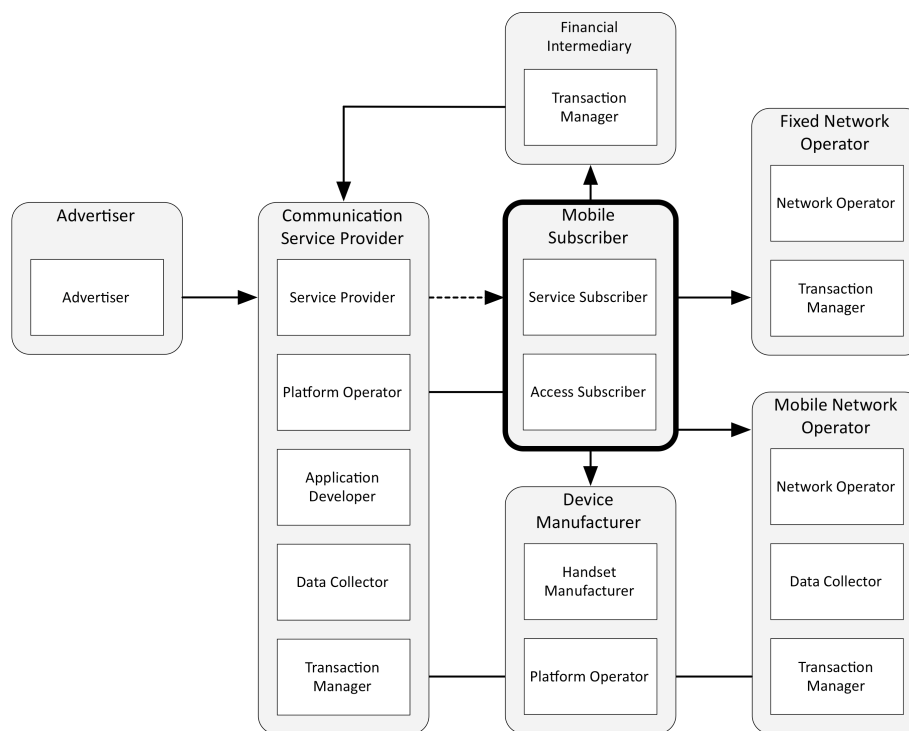 Financial
Intermediary
Transaction
Manager
Fixed Network
Operator
Network Operator
Transaction
Manager
Advertiser
Advertiser
Communication
Service Provider
Service Provider
Platform Operator
Application
Developer
Data Collector
Transaction
Manager
Mobile
Subscriber
Service Subscriber
Access Subscriber
Device
Manufacturer
Handset
Manufacturer
Platform Operator
Mobile Network
Operator
Network Operator
Data Collector
Transaction
Manager